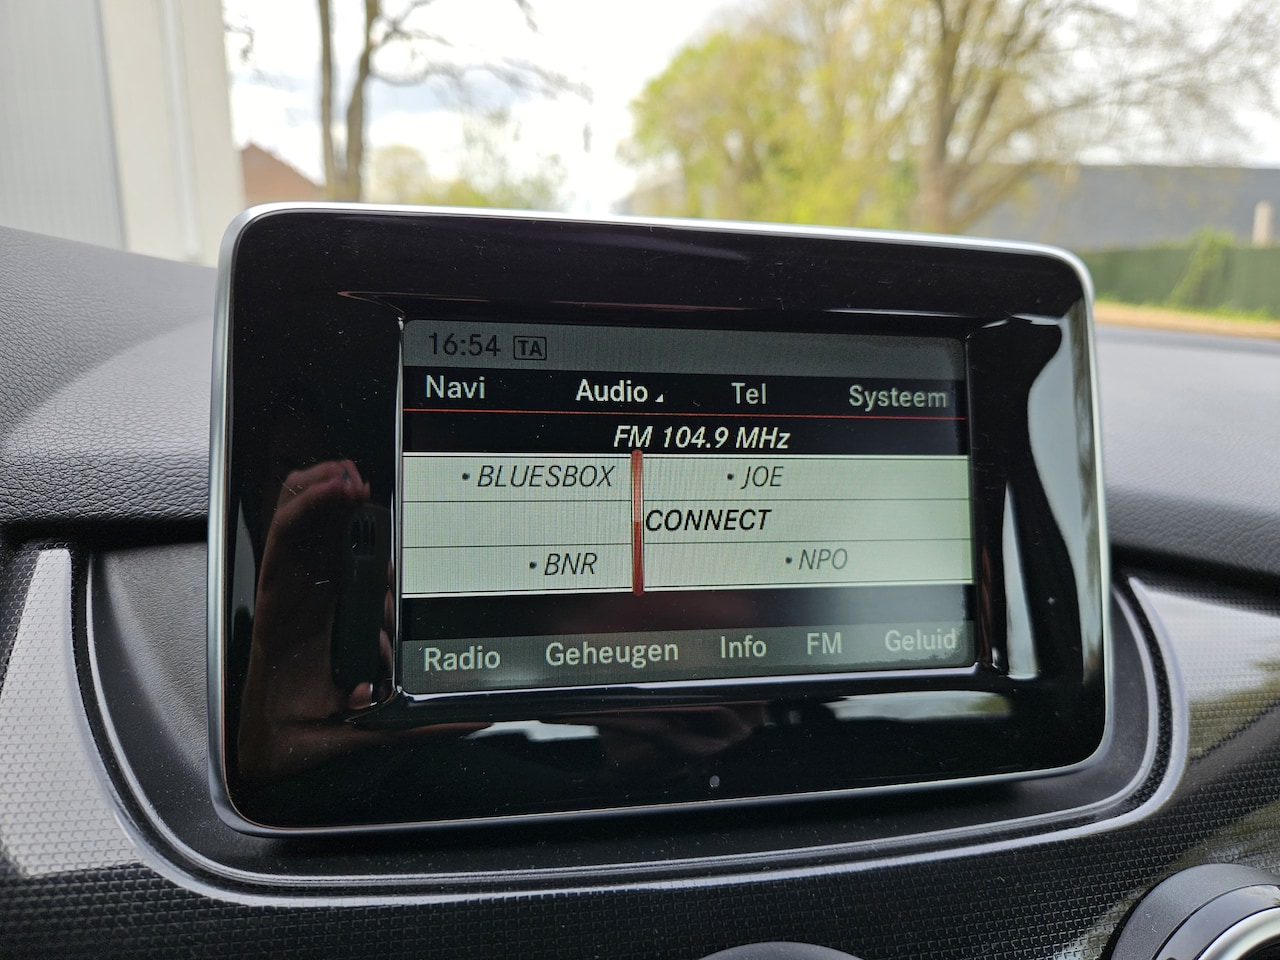 16:54 TA
Navi Audio Tel Systeem
FM 104.9 MHz
• BLUESBOX • JOE
CONNECT
• BNR • NPO
Radio Geheugen Info FM Geluid